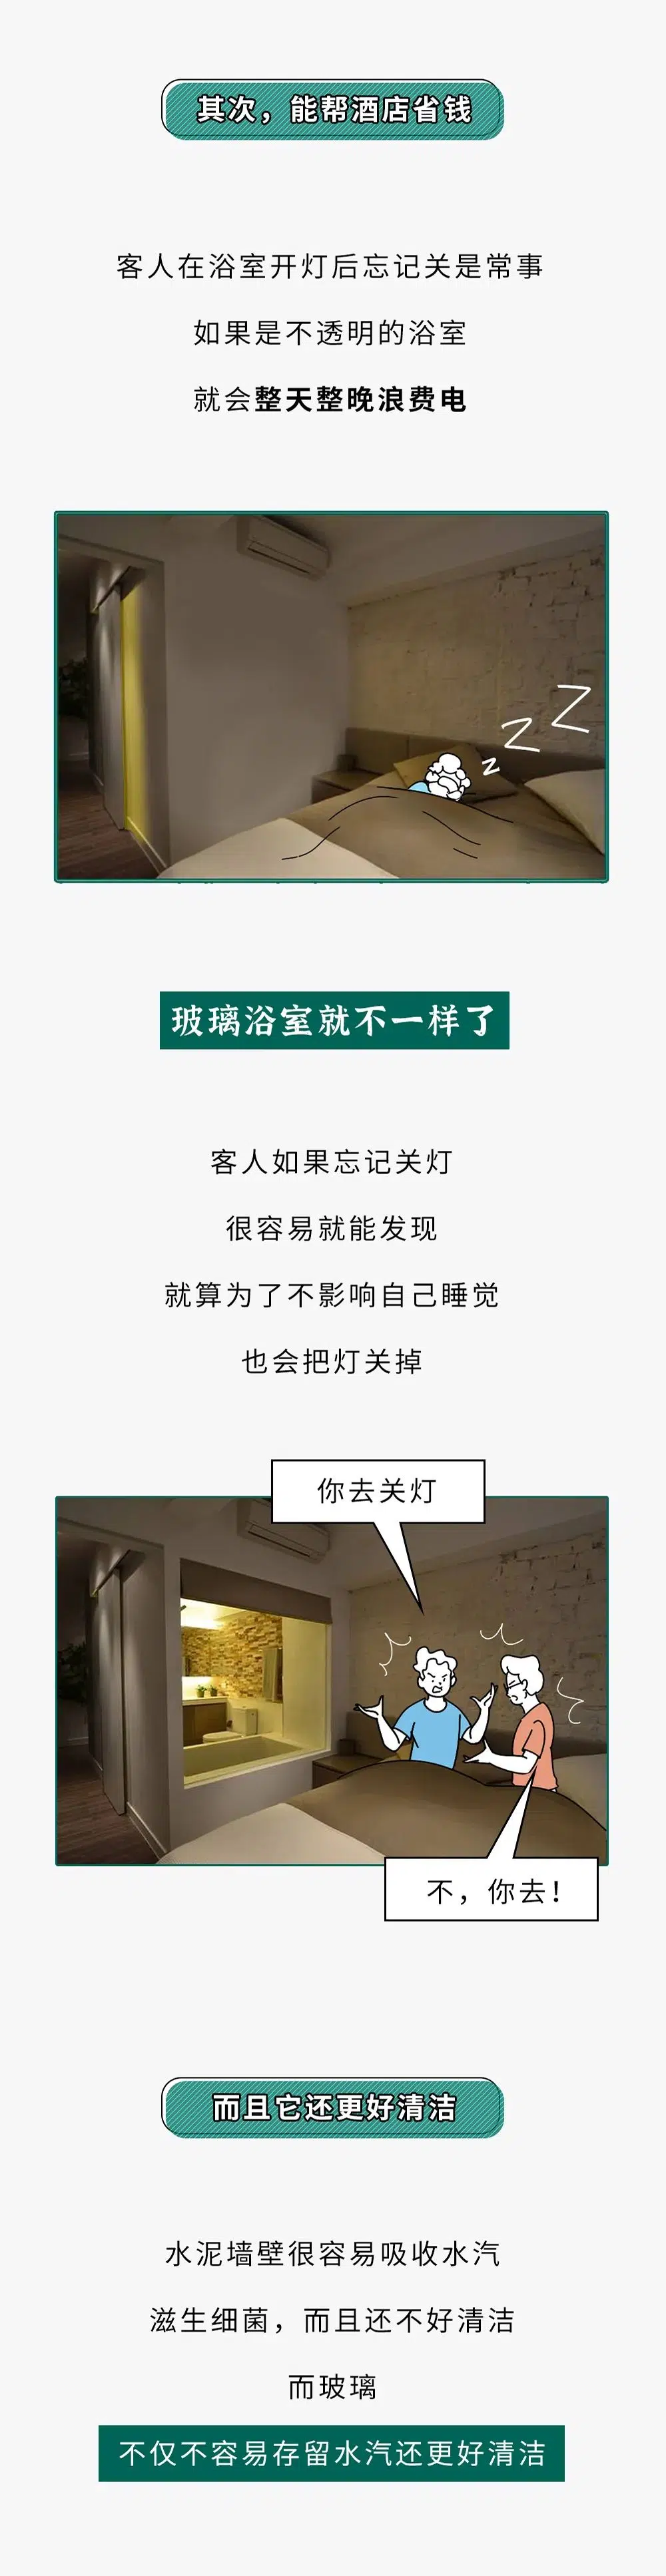 其次，能帮酒店省钱
客人在浴室开灯后忘记关是常事
如果是不透明的浴室
就会整天整晚浪费电
z Z Z
玻璃浴室就不一样了
客人如果忘记关灯
很容易就能发现
就算为了不影响自己睡觉
也会把灯关掉
你去关灯
不，你去！
而且它还更好清洁
水泥墙壁很容易吸收水汽
滋生细菌，而且还不好清洁
而玻璃
不仅不容易存留水汽还更好清洁